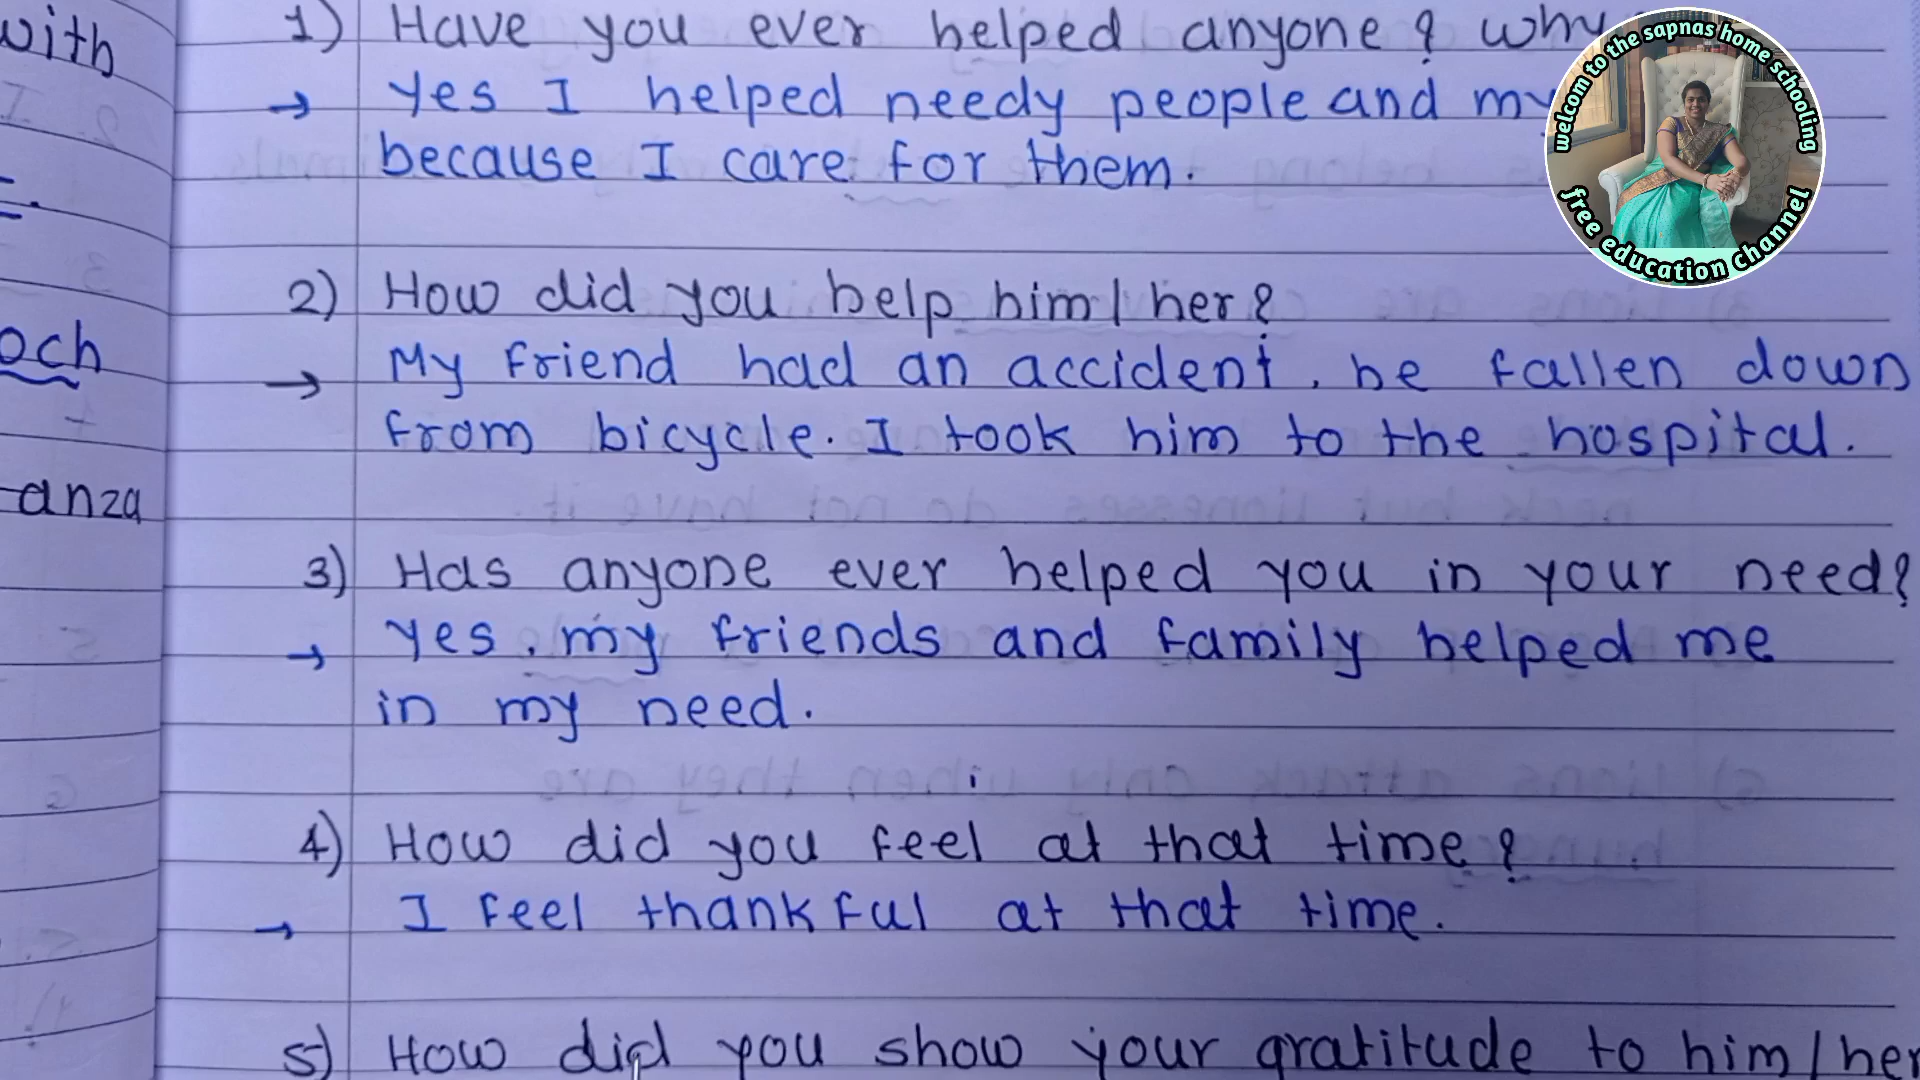 with
och
anza
1) Have you ever helped anyone? why
→ Yes I helped needy people and my
because I care for them.
2) How did you help him/her?
→ My friend had an accident, he fallen down
from bicycle. I took him to the hospital.
3) Has anyone ever helped you in your need?
→ Yes, my friends and family helped me
in my need.
4) How did you feel at that time?
→ I feel thankful at that time.
5) How did you show your gratitude to him/her
welcom to the sapnas home schooling
free education channel